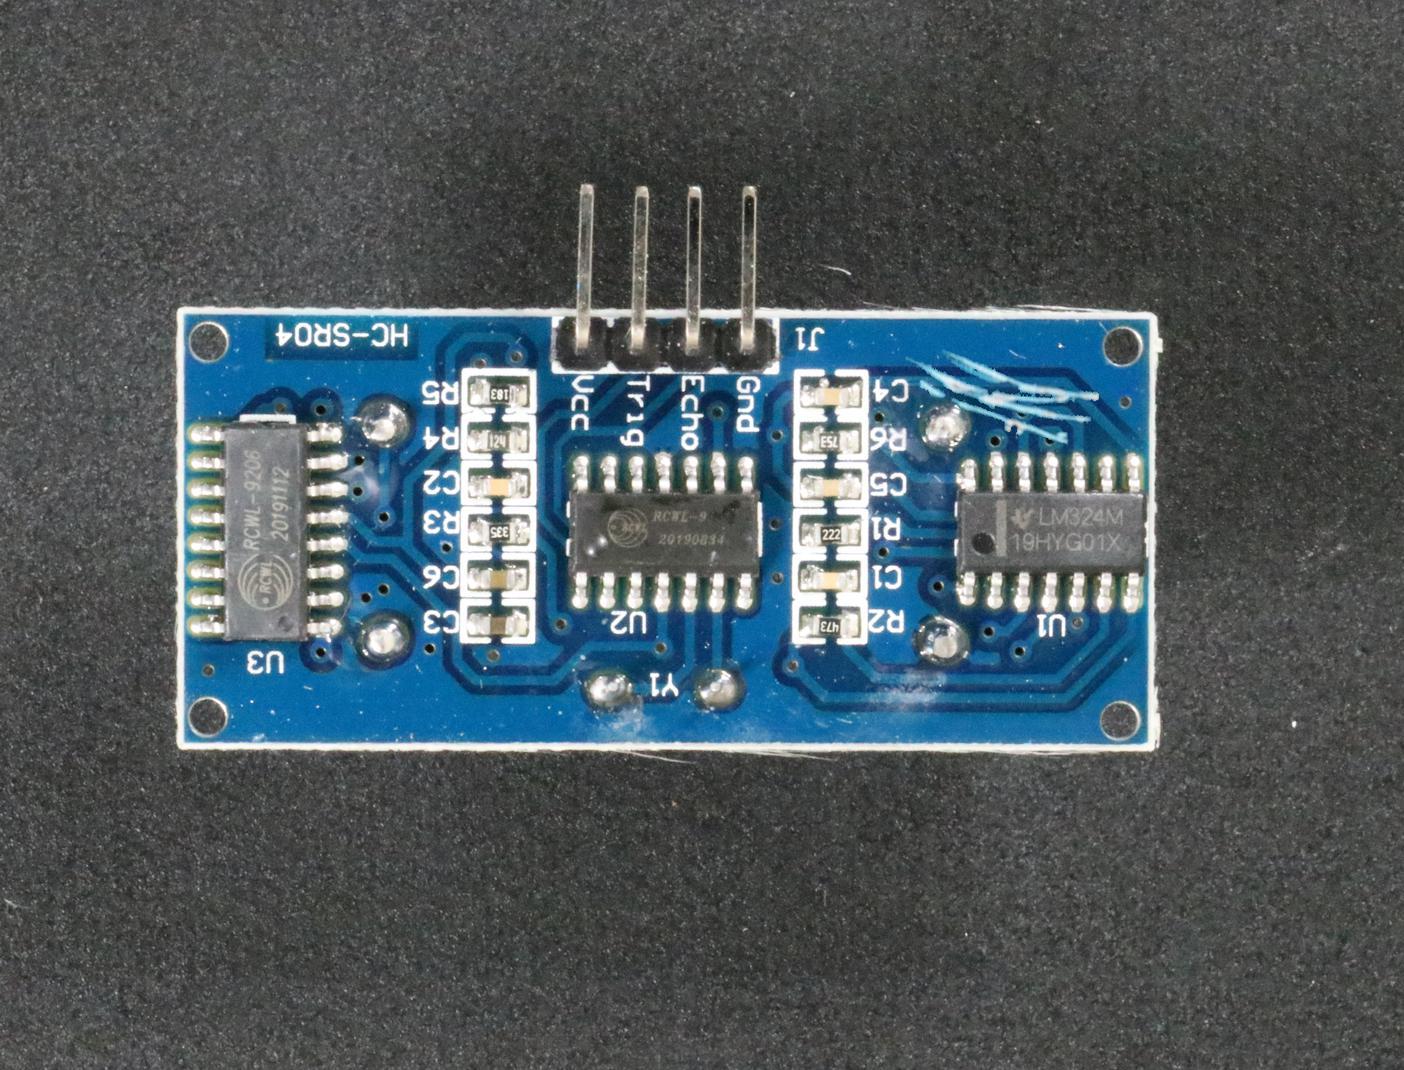 HC-SR04
J1
Vcc
Trig
Echo
Gnd
R5
183
R4
124
C2
R3
335
C6
C3
C4
R6
753
C5
R1
222
C1
R2
473
RCWL-9206
20191112
RCWL
U3
RCWL
20190834
U2
Y1
LM324M
19HYG01X
U1